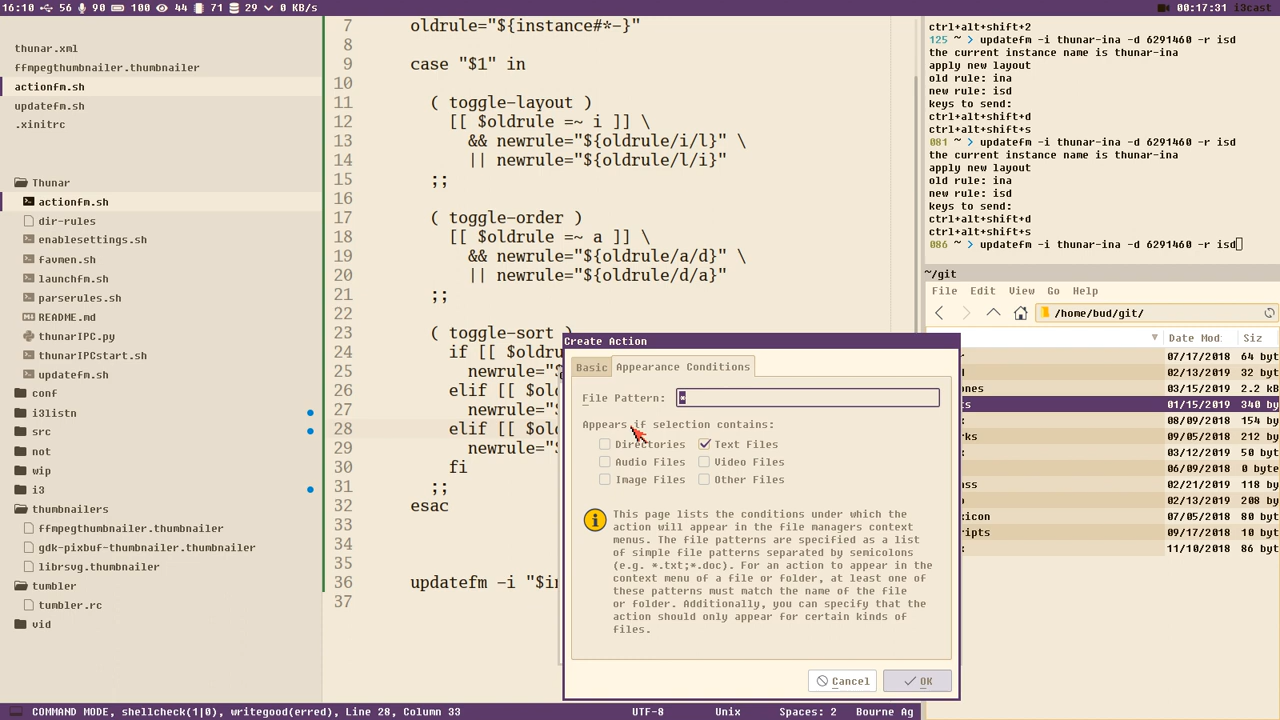 16:10 56 90 100 44 71 29 0 KB/s
00:17:31 i3cast
thunar.xml
ffmpegthumbnailer.thumbnailer
actionfm.sh
updatefm.sh
.xinitrc
Thunar
actionfm.sh
dir-rules
enablesettings.sh
favmen.sh
launchfm.sh
parserules.sh
README.md
thunarIPC.py
thunarIPCstart.sh
updatefm.sh
conf
i3listn
src
not
wip
i3
thumbnailers
ffmpegthumbnailer.thumbnailer
gdk-pixbuf-thumbnailer.thumbnailer
librsvg.thumbnailer
tumbler
tumbler.rc
vid
7 oldrule="${instance#*-}"
8
9 case "$1" in
10
11 ( toggle-layout )
12 [[ $oldrule =~ i ]] \
13 && newrule="${oldrule/i/l}" \
14 || newrule="${oldrule/l/i}"
15 ;;
16
17 ( toggle-order )
18 [[ $oldrule =~ a ]] \
19 && newrule="${oldrule/a/d}" \
20 || newrule="${oldrule/d/a}"
21 ;;
22
23 ( toggle-sort )
24 if [[ $oldru
25 newrule="$
26 elif [[ $ol
27 newrule="$
28 elif [[ $ol
29 newrule="$
30 fi
31 ;;
32 esac
33
34
35
36 updatefm -i "$in
37
ctrl+alt+shift+2
125 ~ > updatefm -i thunar-ina -d 6291460 -r isd
the current instance name is thunar-ina
apply new layout
old rule: ina
new rule: isd
keys to send:
ctrl+alt+shift+d
ctrl+alt+shift+s
081 ~ > updatefm -i thunar-ina -d 6291460 -r isd
the current instance name is thunar-ina
apply new layout
old rule: ina
new rule: isd
keys to send:
ctrl+alt+shift+d
ctrl+alt+shift+s
086 ~ > updatefm -i thunar-ina -d 6291460 -r isd
~/git
File Edit View Go Help
/home/bud/git/
Date Mod: Siz
07/17/2018 64 byt
02/13/2018 32 byt
ones 03/15/2019 2.2 kB
ts 01/15/2019 340 byt
rks 09/05/2018 212 byt
03/12/2019 50 byt
06/09/2018 0 byte
ass 02/21/2019 118 byt
02/13/2019 208 byt
xicon 07/05/2018 80 byt
ripts 09/17/2018 10 byt
11/10/2018 86 byt
Create Action
Basic Appearance Conditions
File Pattern: *
Appears if selection contains:
Directories Text Files
Audio Files Video Files
Image Files Other Files
This page lists the conditions under which the
action will appear in the file managers context
menus. The file patterns are specified as a list
of simple file patterns separated by semicolons
(e.g. *.txt;*.doc). For an action to appear in the
context menu of a file or folder, at least one of
these patterns must match the name of the file
or folder. Additionally, you can specify that the
action should only appear for certain kinds of
files.
Cancel OK
COMMAND MODE, shellcheck(1|0), writegood(erred), Line 28, Column 33 UTF-8 Unix Spaces: 2 Bourne Ag